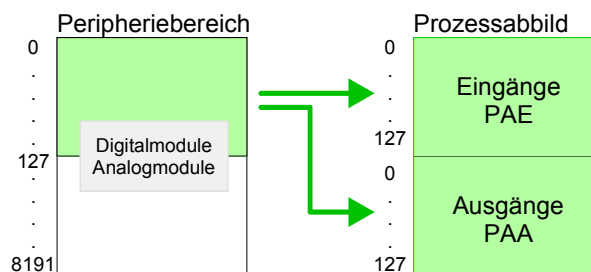 Peripheriebereich
0
.
.
.
.
127
.
.
.
.
8191
Digitalmodule
Analogmodule
Prozessabbild
0
.
.
.
127
0
.
.
.
127
Eingänge
PAE
Ausgänge
PAA